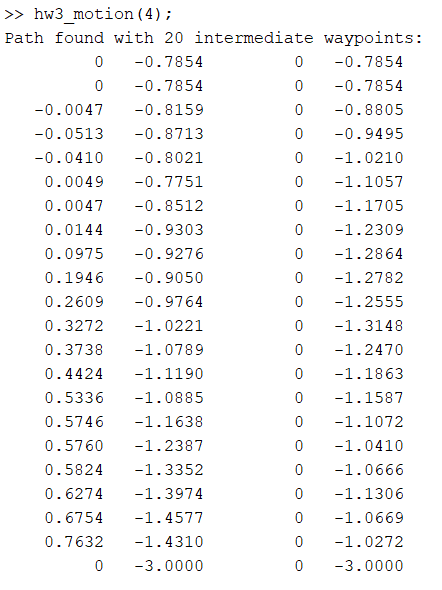 >> hw3_motion(4);
Path found with 20 intermediate waypoints:
0 -0.7854 0 -0.7854
0 -0.7854 0 -0.7854
-0.0047 -0.8159 0 -0.8805
-0.0513 -0.8713 0 -0.9495
-0.0410 -0.8021 0 -1.0210
0.0049 -0.7751 0 -1.1057
0.0047 -0.8512 0 -1.1705
0.0144 -0.9303 0 -1.2309
0.0975 -0.9276 0 -1.2864
0.1946 -0.9050 0 -1.2782
0.2609 -0.9764 0 -1.2555
0.3272 -1.0221 0 -1.3148
0.3738 -1.0789 0 -1.2470
0.4424 -1.1190 0 -1.1863
0.5336 -1.0885 0 -1.1587
0.5746 -1.1638 0 -1.1072
0.5760 -1.2387 0 -1.0410
0.5824 -1.3352 0 -1.0666
0.6274 -1.3974 0 -1.1306
0.6754 -1.4577 0 -1.0669
0.7632 -1.4310 0 -1.0272
0 -3.0000 0 -3.0000